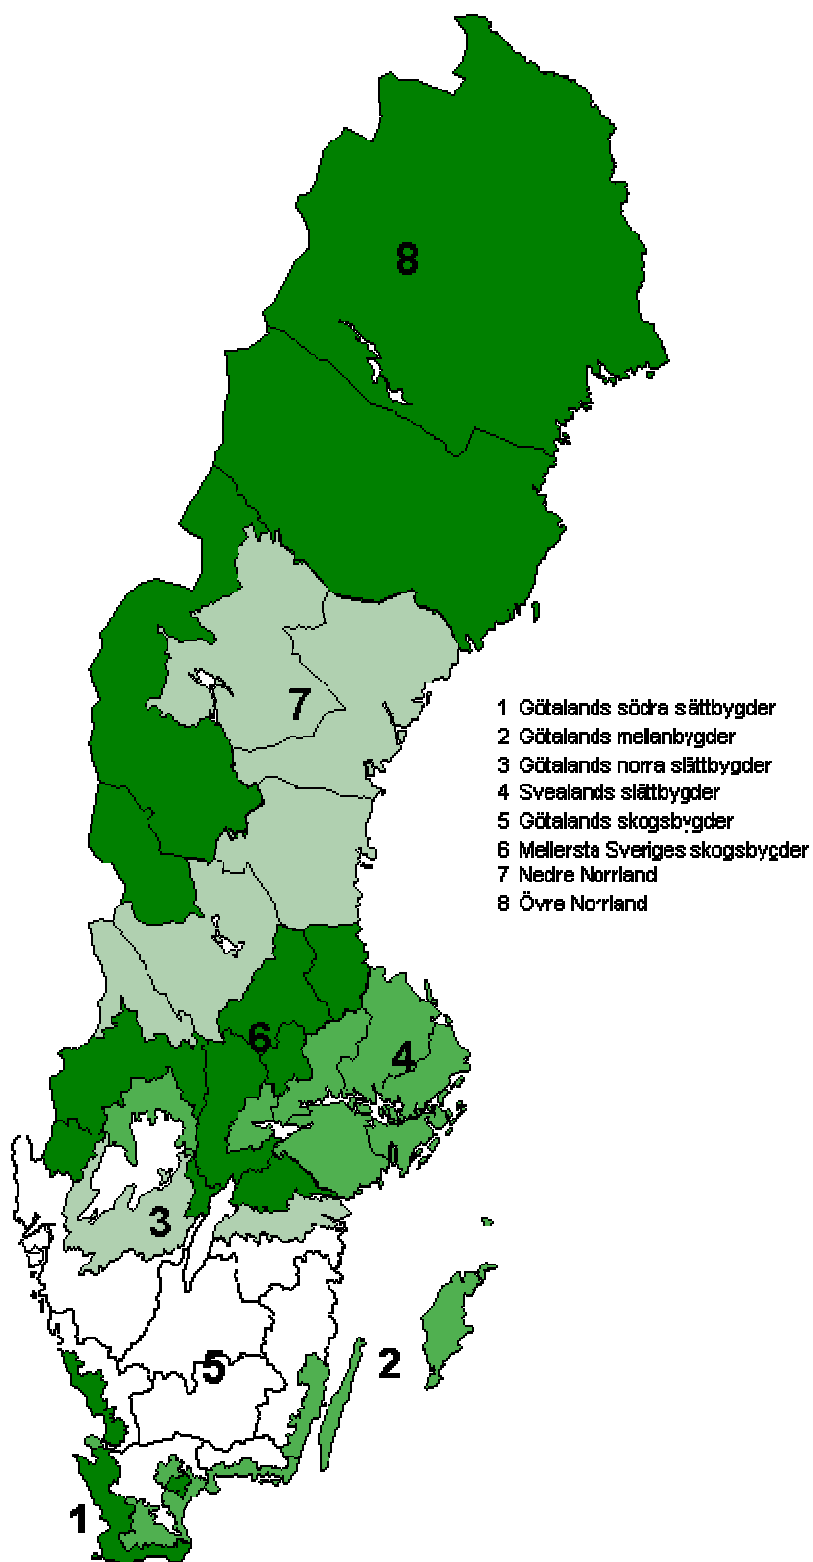 8
7
1 Götalands södra sättbygder
2 Götalands mellanbygder
3 Götalands norra slättbygder
4 Svealands slättbygder
5 Götalands skogsbygder
6 Mellersta Sveriges skogsbygder
7 Nedre Norrland
8 Övre Norrland
6
4
3
2
5
1